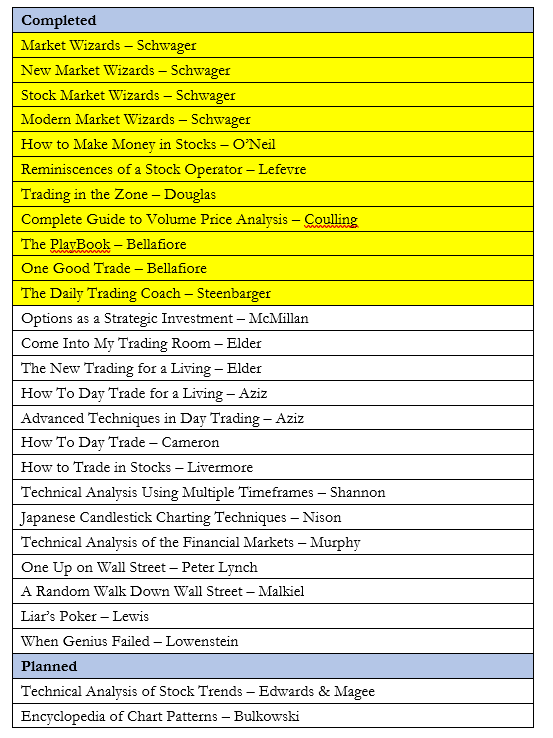 Completed
Market Wizards – Schwager
New Market Wizards – Schwager
Stock Market Wizards – Schwager
Modern Market Wizards – Schwager
How to Make Money in Stocks – O’Neil
Reminiscences of a Stock Operator – Lefevre
Trading in the Zone – Douglas
Complete Guide to Volume Price Analysis – Coulling
The PlayBook – Bellafiore
One Good Trade – Bellafiore
The Daily Trading Coach – Steenbarger
Options as a Strategic Investment – McMillan
Come Into My Trading Room – Elder
The New Trading for a Living – Elder
How To Day Trade for a Living – Aziz
Advanced Techniques in Day Trading – Aziz
How To Day Trade – Cameron
How to Trade in Stocks – Livermore
Technical Analysis Using Multiple Timeframes – Shannon
Japanese Candlestick Charting Techniques – Nison
Technical Analysis of the Financial Markets – Murphy
One Up on Wall Street – Peter Lynch
A Random Walk Down Wall Street – Malkiel
Liar’s Poker – Lewis
When Genius Failed – Lowenstein
Planned
Technical Analysis of Stock Trends – Edwards & Magee
Encyclopedia of Chart Patterns – Bulkowski